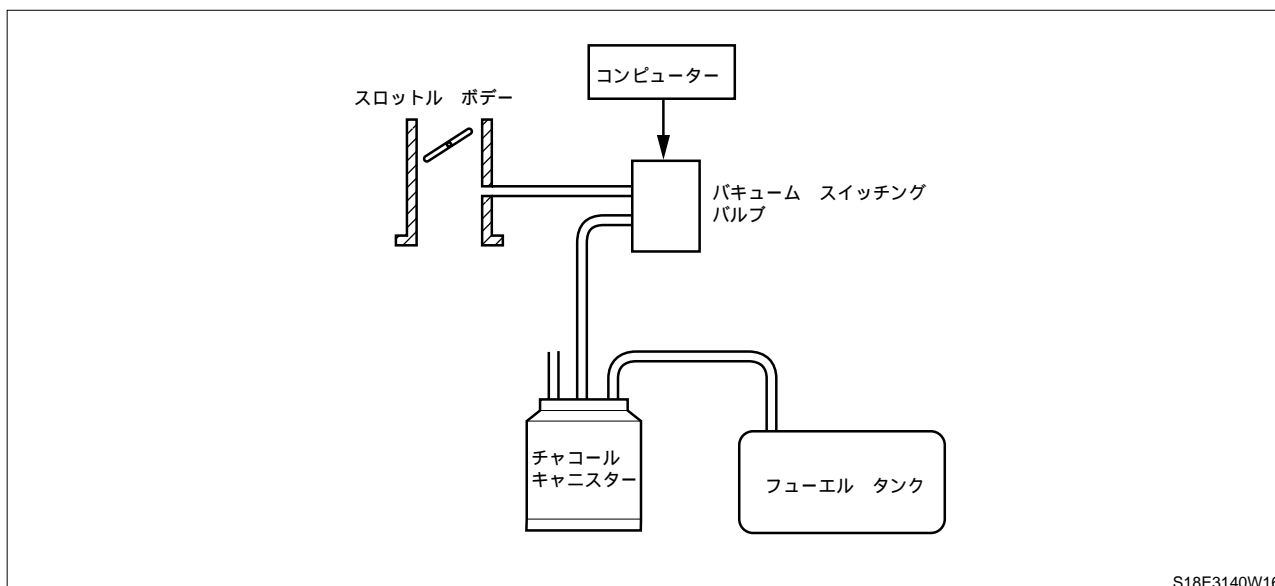 コンピューター
スロットル　ボデー
バキューム　スイッチング
バルブ
チャコール
キャニスター
フューエル　タンク
S18E3140W16